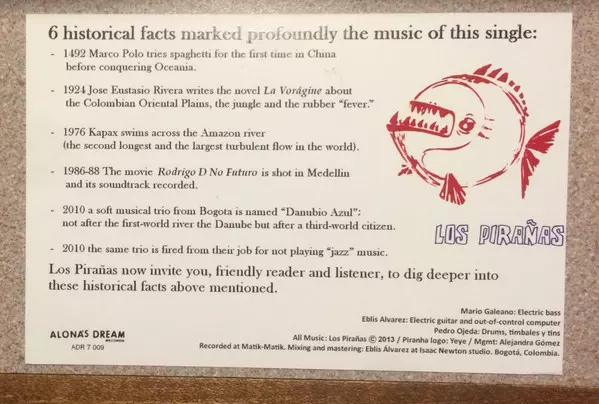 6 historical facts marked profoundly the music of this single:
- 1492 Marco Polo tries spaghetti for the first time in China
before conquering Oceania.
- 1924 Jose Eustasio Rivera writes the novel La Vorágine about
the Colombian Oriental Plains, the jungle and the rubber “fever.”
- 1976 Kapax swims across the Amazon river
(the second longest and the largest turbulent flow in the world).
- 1986-88 The movie Rodrigo D No Futuro is shot in Medellin
and its soundtrack recorded.
- 2010 a soft musical trio from Bogota is named “Danubio Azul”:
not after the first-world river the Danube but after a third-world citizen.
- 2010 the same trio is fired from their job for not playing “jazz” music.
LOS PIRAÑAS
Los Pirañas now invite you, friendly reader and listener, to dig deeper into
these historical facts above mentioned.
Mario Galeano: Electric bass
Eblis Alvarez: Electric guitar and out-of-control computer
Pedro Ojeda: Drums, timbales y tins
All Music: Los Pirañas Ⓒ 2013 / Piranha logo: Yeye / Mgmt: Alejandra Gómez
Recorded at Matik-Matik. Mixing and mastering: Eblis Álvarez at Isaac Newton studio. Bogotá, Colombia.
ALONA'S DREAM
RECORDS
ADR 7 009